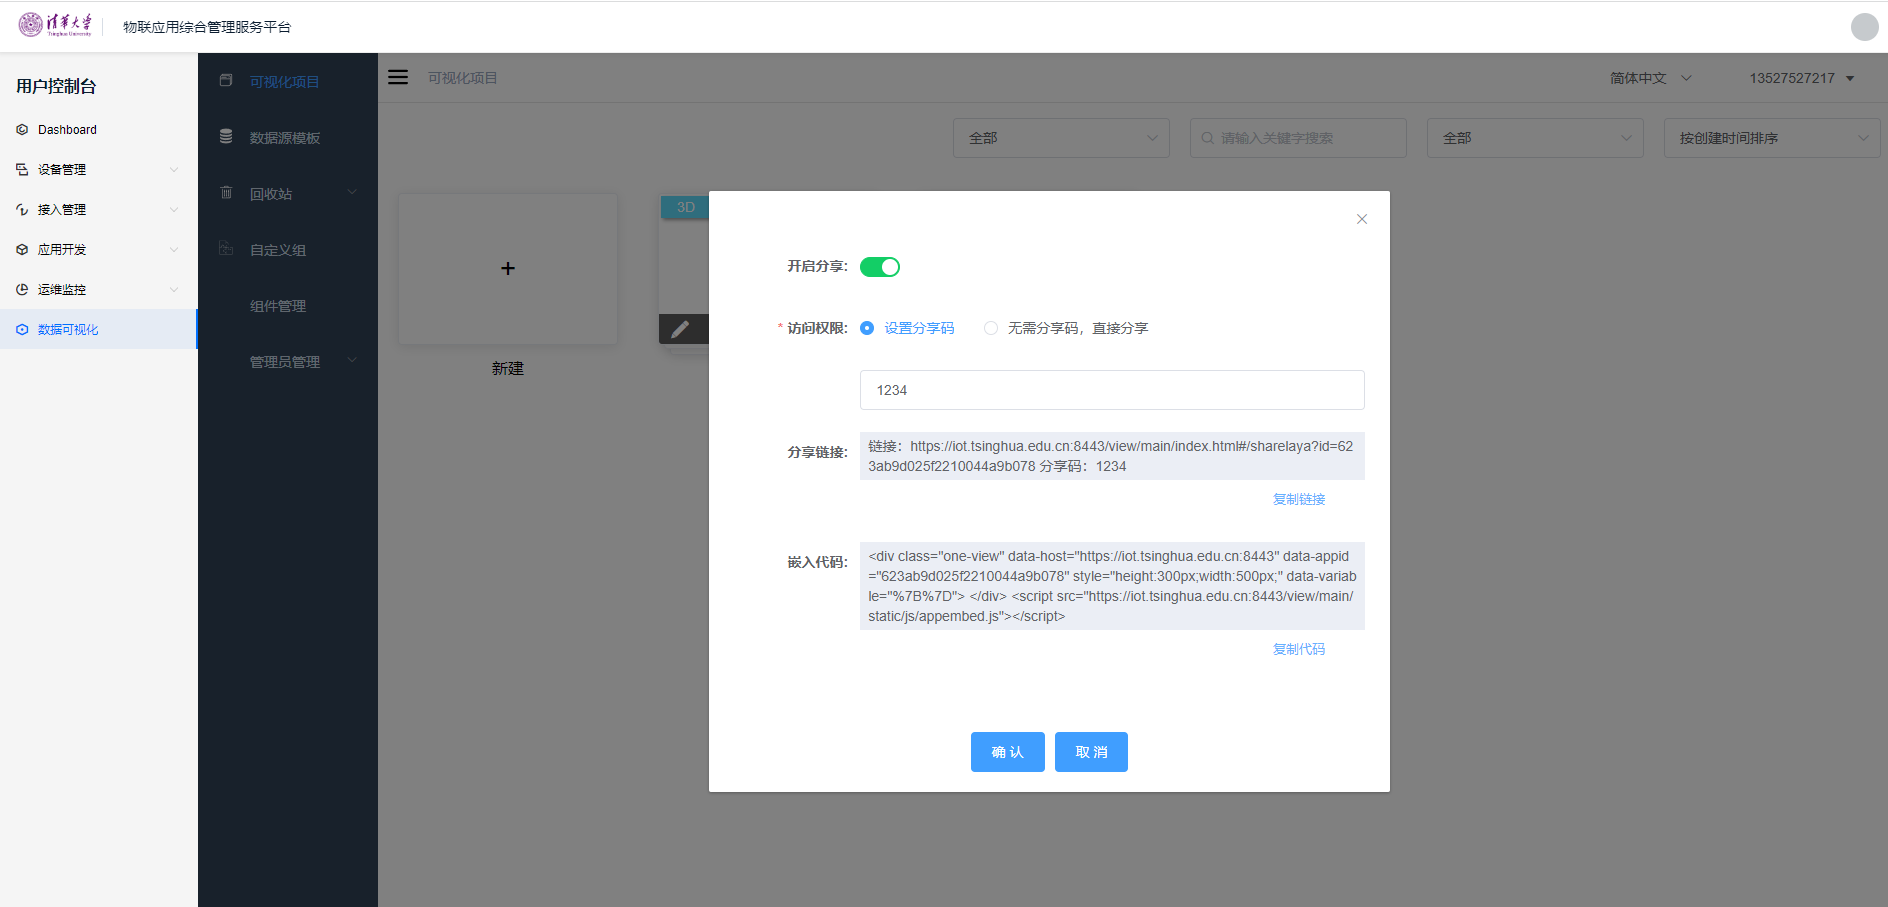 清华大学
Tsinghua University
物联应用综合管理服务平台
用户控制台
Dashboard
设备管理
接入管理
应用开发
运维监控
数据可视化
可视化项目
数据源模板
回收站
自定义组
组件管理
管理员管理
可视化项目
简体中文
13527527217
全部
请输入关键字搜索
全部
按创建时间排序
+
新建
3D
开启分享:
* 访问权限:
设置分享码
无需分享码，直接分享
1234
分享链接:
链接：https://iot.tsinghua.edu.cn:8443/view/main/index.html#/sharelaya?id=62
3ab9d025f2210044a9b078 分享码：1234
复制链接
嵌入代码:
<div class="one-view" data-host="https://iot.tsinghua.edu.cn:8443" data-appid
="623ab9d025f2210044a9b078" style="height:300px;width:500px;" data-variab
le="%7B%7D"> </div> <script src="https://iot.tsinghua.edu.cn:8443/view/main/
static/js/appembed.js"></script>
复制代码
确 认
取 消